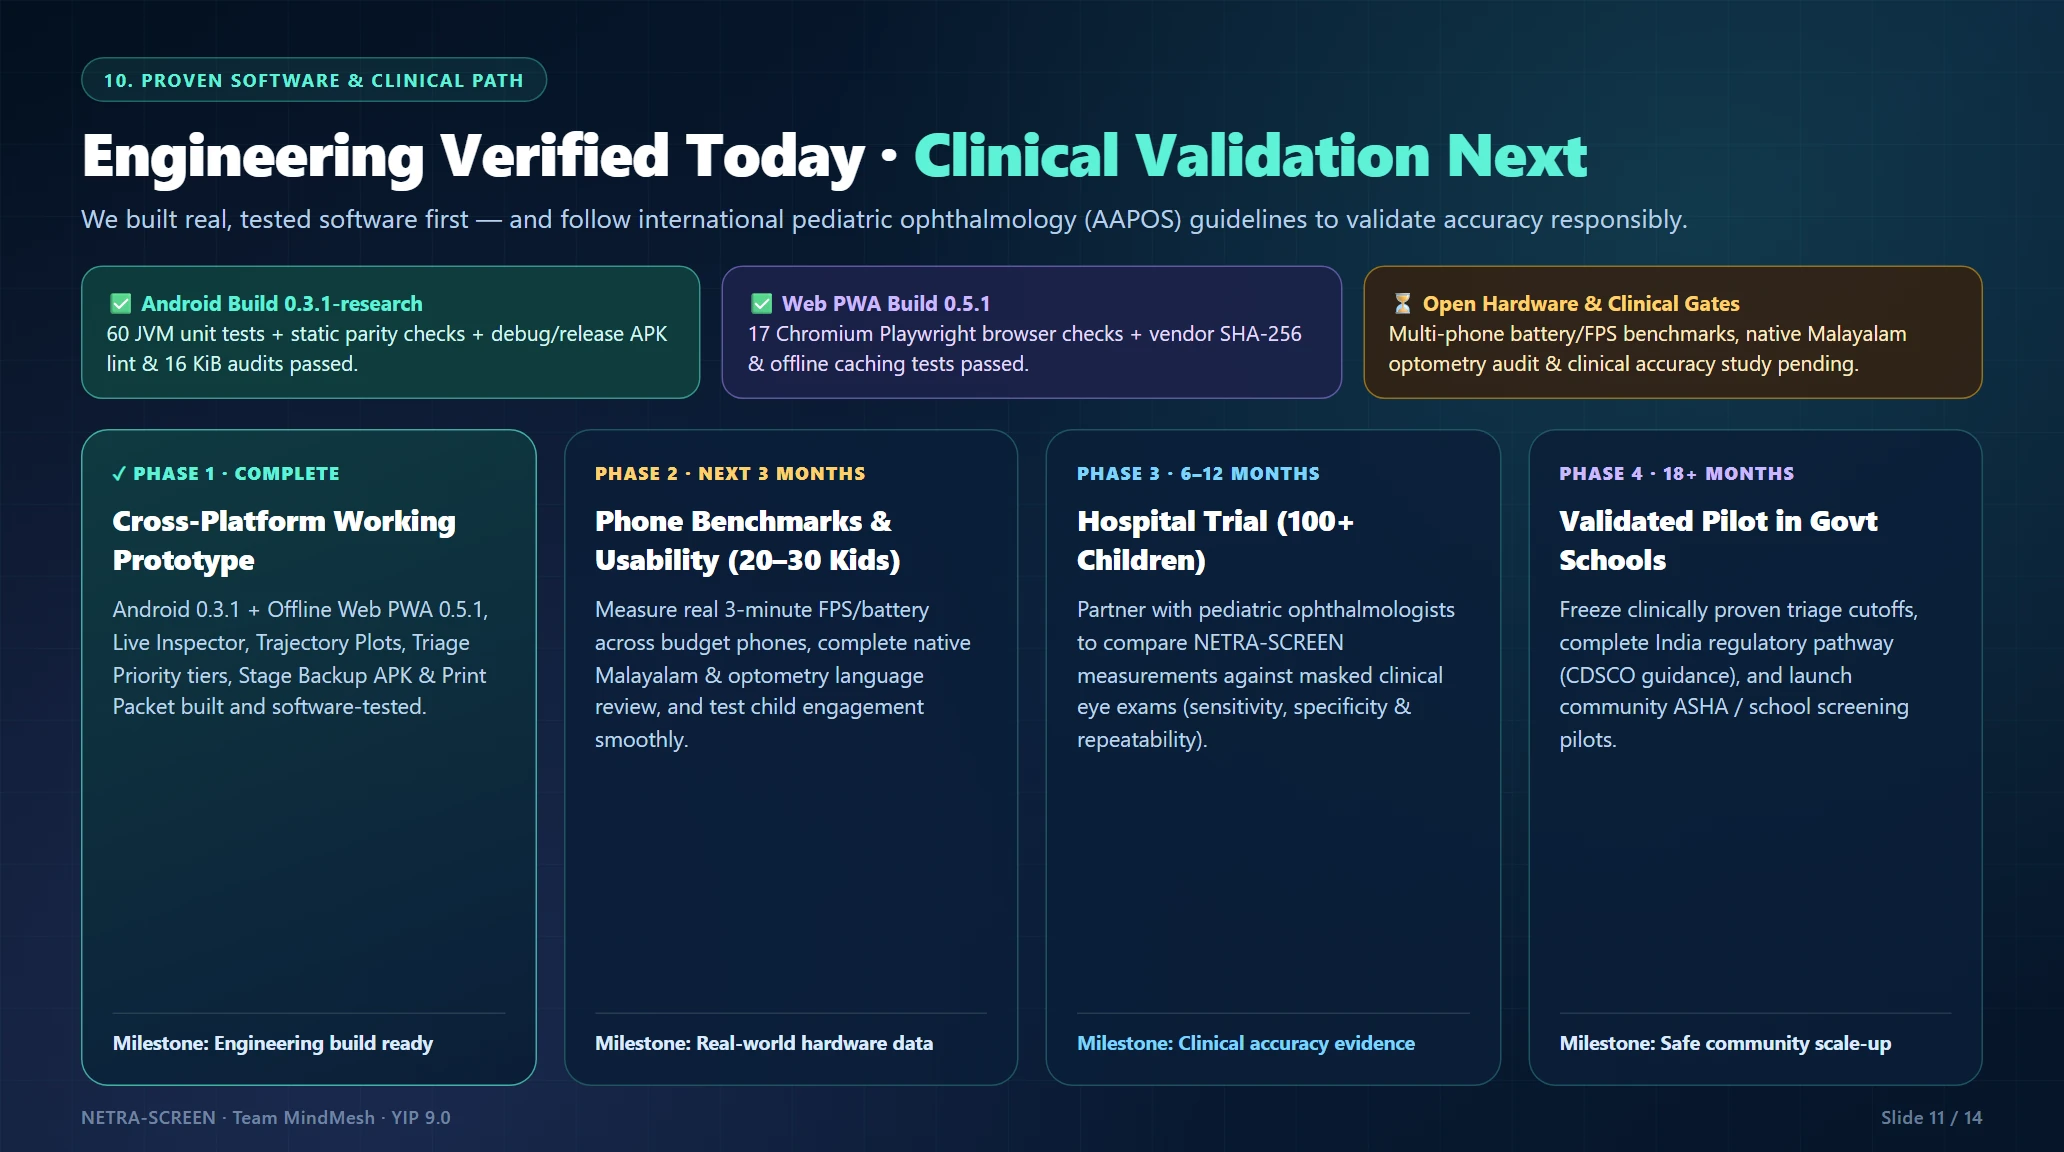 10. PROVEN SOFTWARE & CLINICAL PATH
Engineering Verified Today · Clinical Validation Next
We built real, tested software first — and follow international pediatric ophthalmology (AAPOS) guidelines to validate accuracy responsibly.
✅ Android Build 0.3.1-research
60 JVM unit tests + static parity checks + debug/release APK
lint & 16 KiB audits passed.
✅ Web PWA Build 0.5.1
17 Chromium Playwright browser checks + vendor SHA-256
& offline caching tests passed.
⏳ Open Hardware & Clinical Gates
Multi-phone battery/FPS benchmarks, native Malayalam
optometry audit & clinical accuracy study pending.
✓ PHASE 1 · COMPLETE
Cross-Platform Working
Prototype
Android 0.3.1 + Offline Web PWA 0.5.1,
Live Inspector, Trajectory Plots, Triage
Priority tiers, Stage Backup APK & Print
Packet built and software-tested.
Milestone: Engineering build ready
PHASE 2 · NEXT 3 MONTHS
Phone Benchmarks &
Usability (20–30 Kids)
Measure real 3-minute FPS/battery
across budget phones, complete native
Malayalam & optometry language
review, and test child engagement
smoothly.
Milestone: Real-world hardware data
PHASE 3 · 6–12 MONTHS
Hospital Trial (100+
Children)
Partner with pediatric ophthalmologists
to compare NETRA-SCREEN
measurements against masked clinical
eye exams (sensitivity, specificity &
repeatability).
Milestone: Clinical accuracy evidence
PHASE 4 · 18+ MONTHS
Validated Pilot in Govt
Schools
Freeze clinically proven triage cutoffs,
complete India regulatory pathway
(CDSCO guidance), and launch
community ASHA / school screening
pilots.
Milestone: Safe community scale-up
NETRA-SCREEN · Team MindMesh · YIP 9.0
Slide 11 / 14